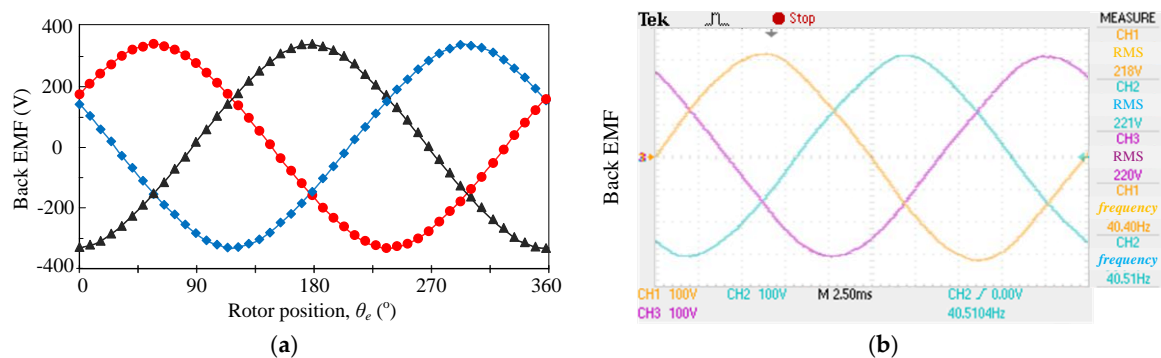 400
200
0
-200
-400
Back EMF (V)
0
90
180
270
360
Rotor position, θe (°)
(a)
Tek
Stop
MEASURE
CH1
RMS
218V
CH2
RMS
221V
CH3
RMS
220V
CH1
frequency
40.40Hz
CH2
frequency
40.51Hz
Back EMF
CH1 100V CH2 100V M 2.50ms CH2 0.00V
CH3 100V 40.5104Hz
(b)